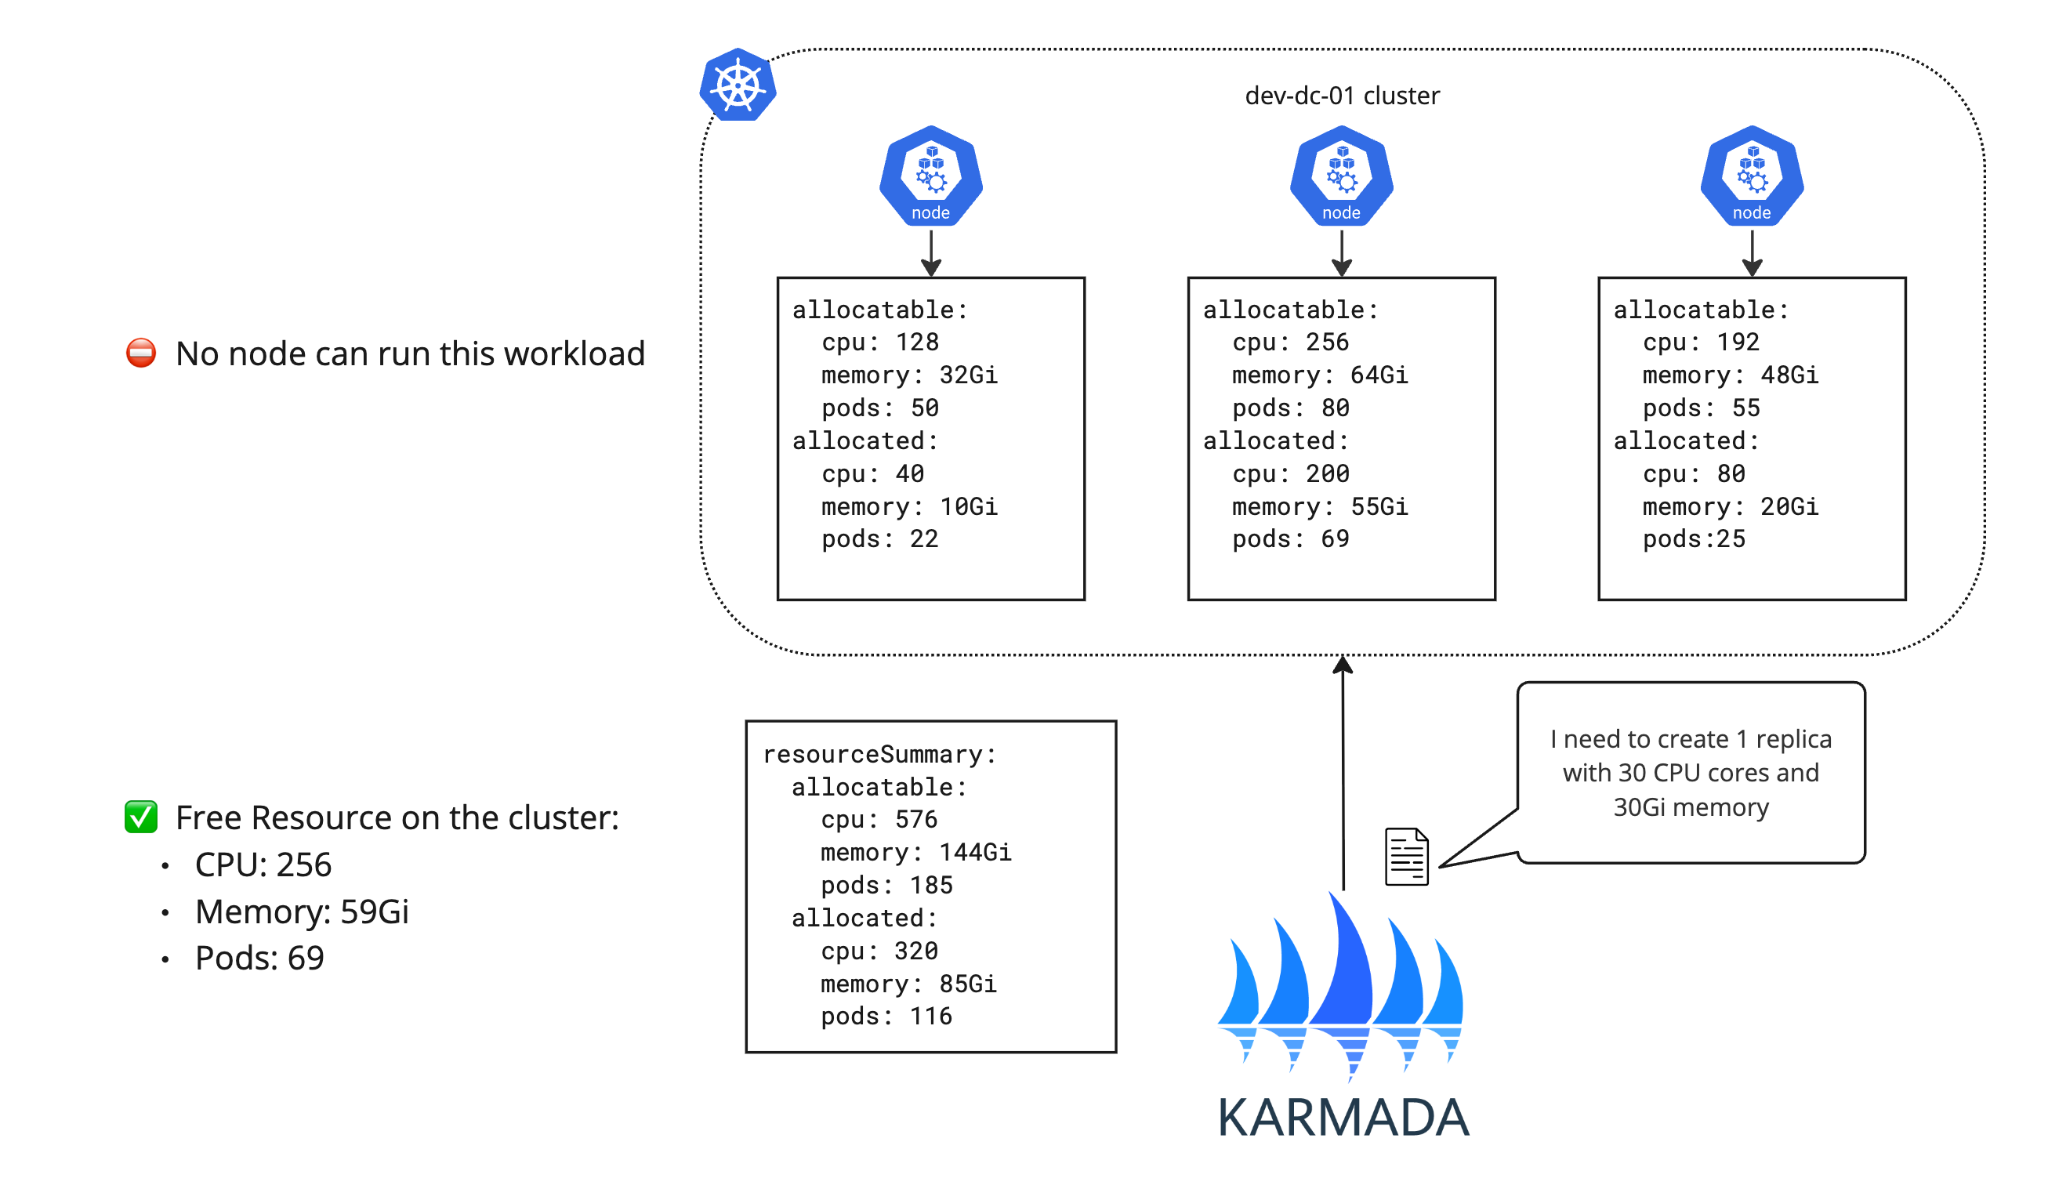 dev-dc-01 cluster
node
node
node
allocatable:
cpu: 128
memory: 32Gi
pods: 50
allocated:
cpu: 40
memory: 10Gi
pods: 22
allocatable:
cpu: 256
memory: 64Gi
pods: 80
allocated:
cpu: 200
memory: 55Gi
pods: 69
allocatable:
cpu: 192
memory: 48Gi
pods: 55
allocated:
cpu: 80
memory: 20Gi
pods:25
No node can run this workload
Free Resource on the cluster:
• CPU: 256
• Memory: 59Gi
• Pods: 69
resourceSummary:
allocatable:
cpu: 576
memory: 144Gi
pods: 185
allocated:
cpu: 320
memory: 85Gi
pods: 116
I need to create 1 replica
with 30 CPU cores and
30Gi memory
KARMADA